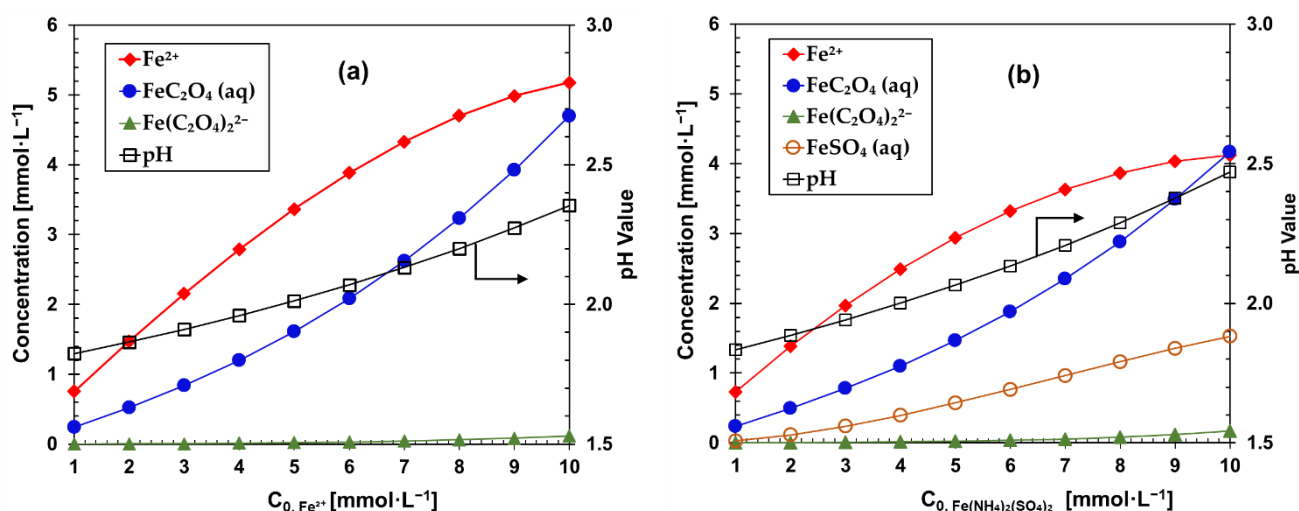 (a)
Fe²⁺
FeC₂O₄ (aq)
Fe(C₂O₄)₂²⁻
pH
6
5
4
3
2
1
0
Concentration [mmol·L⁻¹]
3.0
2.5
2.0
1.5
pH Value
1 2 3 4 5 6 7 8 9 10
C₀, Fe²⁺ [mmol·L⁻¹]
(b)
Fe²⁺
FeC₂O₄ (aq)
Fe(C₂O₄)₂²⁻
FeSO₄ (aq)
pH
6
5
4
3
2
1
0
Concentration [mmol·L⁻¹]
3.0
2.5
2.0
1.5
pH Value
1 2 3 4 5 6 7 8 9 10
C₀, Fe(NH₄)₂(SO₄)₂ [mmol·L⁻¹]